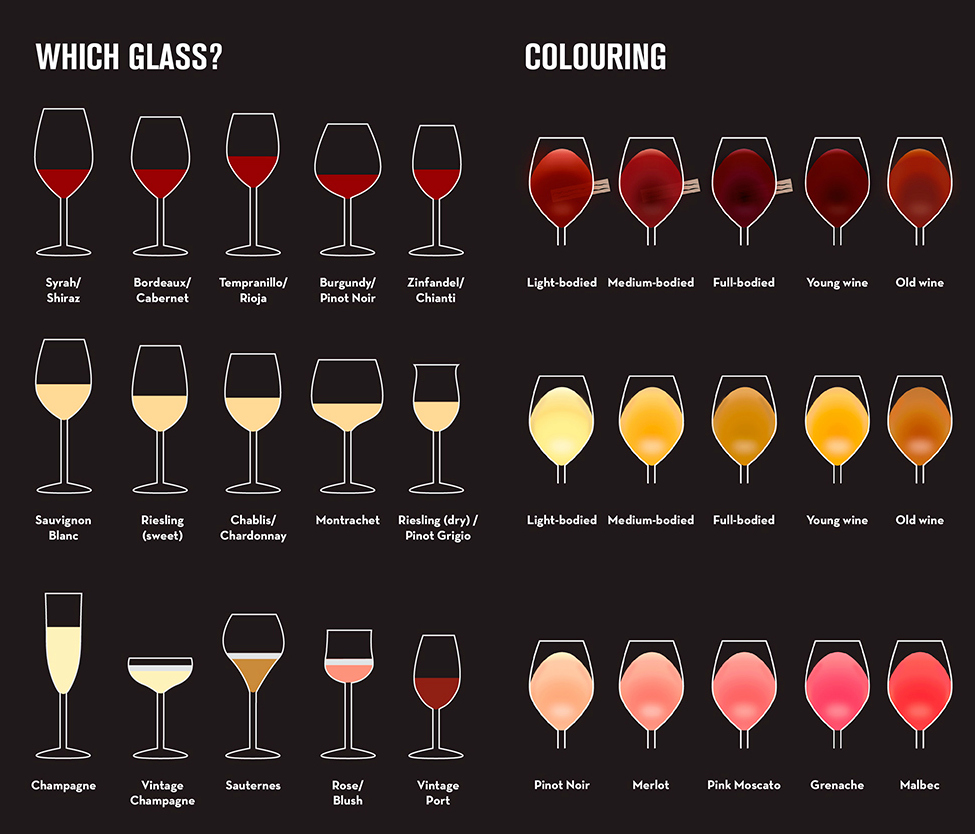 WHICH GLASS?
Syrah/
Shiraz
Bordeaux/
Cabernet
Tempranillo/
Rioja
Burgundy/
Pinot Noir
Zinfandel/
Chianti
Sauvignon
Blanc
Riesling
(sweet)
Chablis/
Chardonnay
Montrachet
Riesling (dry) /
Pinot Grigio
Champagne
Vintage
Champagne
Sauternes
Rose/
Blush
Vintage
Port
COLOURING
Light-bodied
Medium-bodied
Full-bodied
Young wine
Old wine
Light-bodied
Medium-bodied
Full-bodied
Young wine
Old wine
Pinot Noir
Merlot
Pink Moscato
Grenache
Malbec